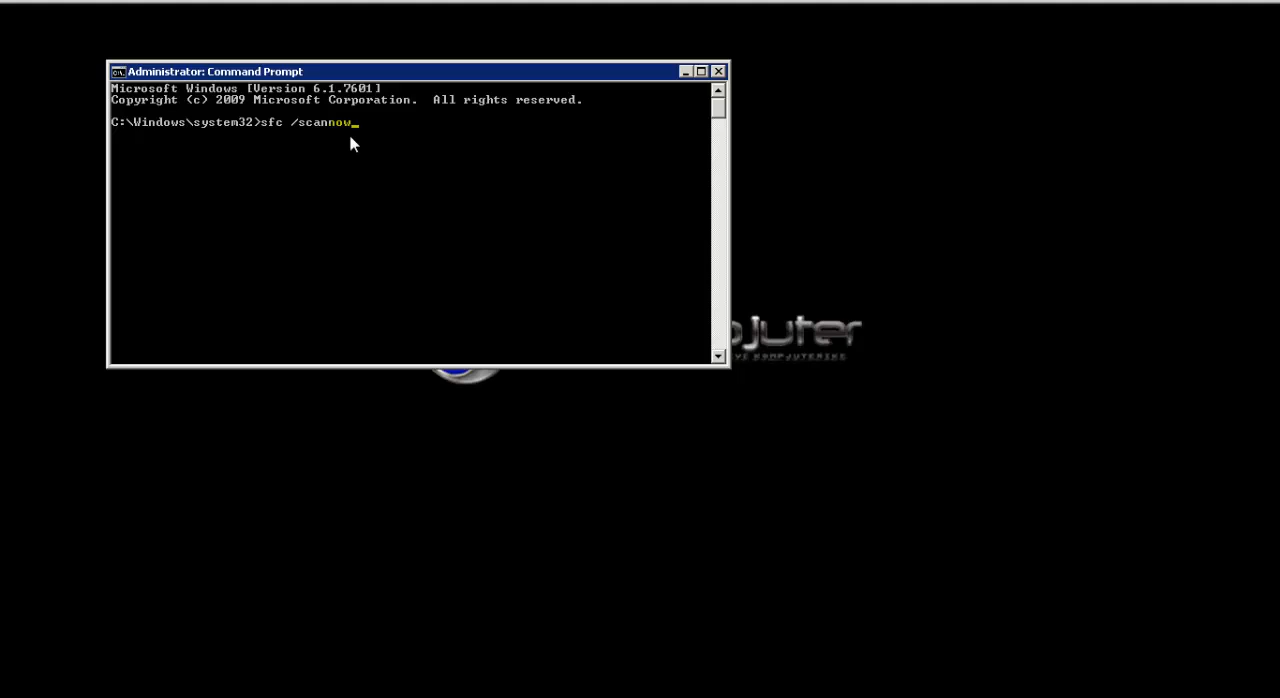 Administrator: Command Prompt
Microsoft Windows [Version 6.1.7601]
Copyright (c) 2009 Microsoft Corporation.  All rights reserved.
C:\Windows\system32>sfc /scannow_